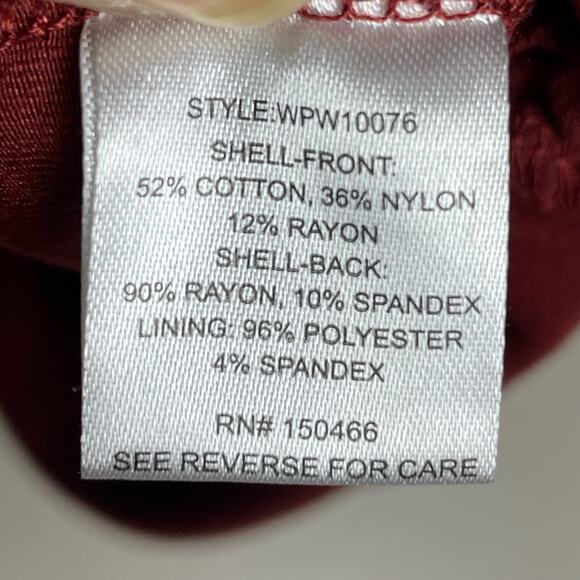 STYLE:WPW10076
SHELL-FRONT:
52% COTTON, 36% NYLON
12% RAYON
SHELL-BACK:
90% RAYON, 10% SPANDEX
LINING: 96% POLYESTER
4% SPANDEX
RN# 150466
SEE REVERSE FOR CARE